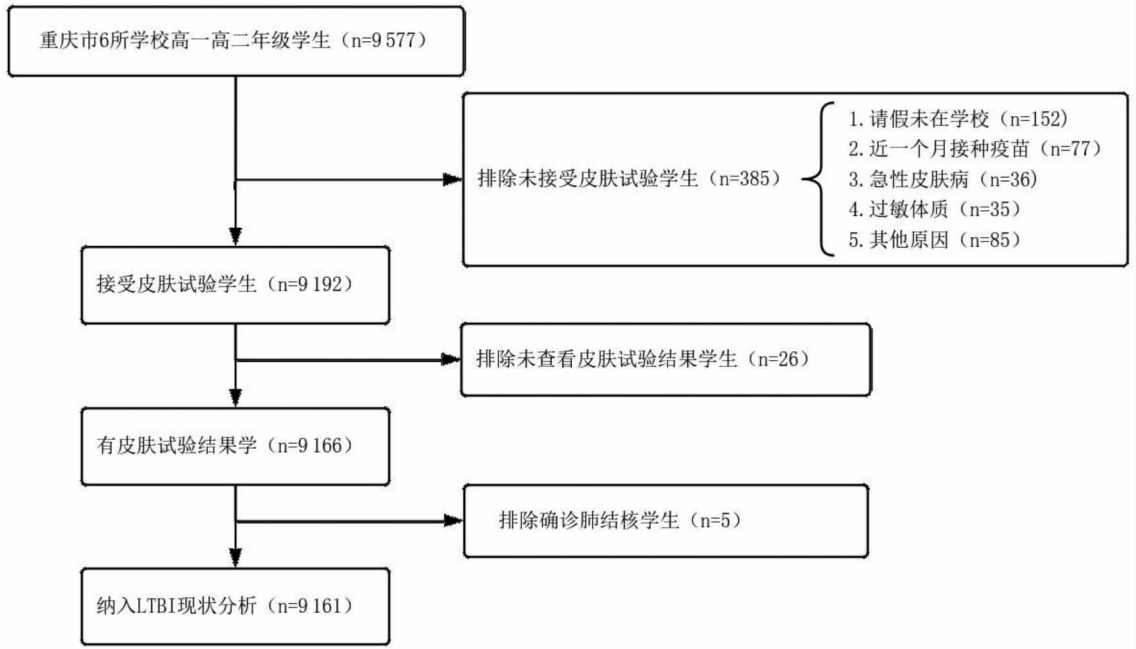 重庆市6所学校高一高二年级学生（n=9 577）
排除未接受皮肤试验学生（n=385）
1.请假未在学校（n=152)
2.近一个月接种疫苗（n=77）
3.急性皮肤病（n=36)
4.过敏体质（n=35）
5.其他原因（n=85）
接受皮肤试验学生（n=9 192）
排除未查看皮肤试验结果学生（n=26）
有皮肤试验结果学（n=9 166）
排除确诊肺结核学生（n=5）
纳入LTBI现状分析（n=9 161）